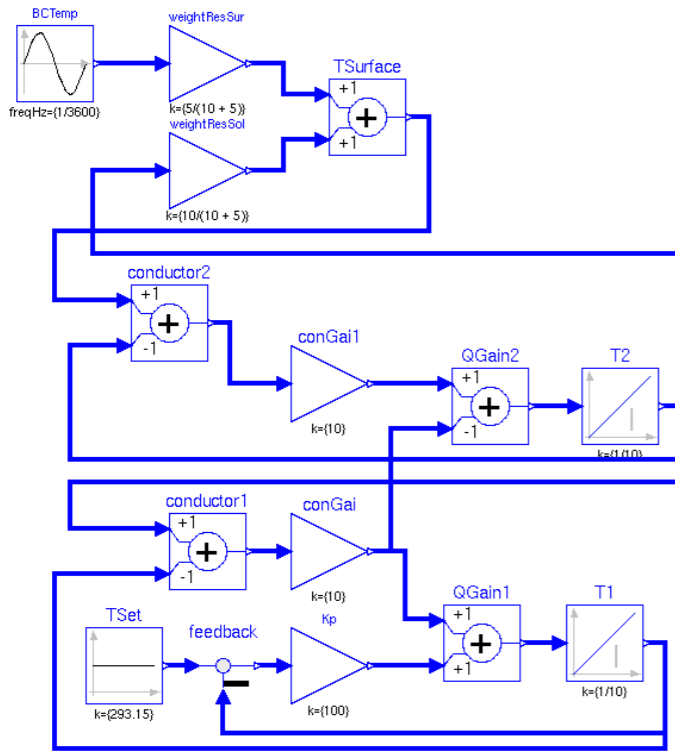 BCTemp
freqHz={1/3600}
weightResSur
k={5/(10 + 5)}
weightResSol
k={10/(10 + 5)}
TSurface
+1
+1
conductor2
+1
-1
conGai1
k={10}
QGain2
+1
-1
T2
I
k={1/10}
conductor1
+1
-1
conGai
k={10}
QGain1
+1
+1
T1
I
k={1/10}
TSet
k={293.15}
feedback
Kp
k={100}